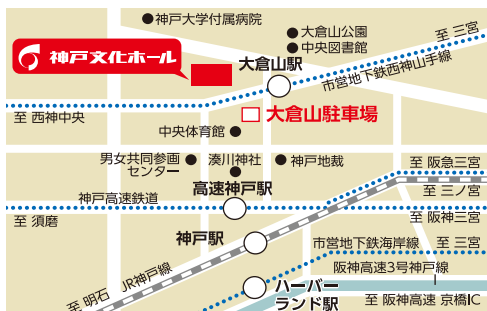 神戸大学付属病院
大倉山公園
中央図書館
至 三宮
神戸文化ホール
大倉山駅
市営地下鉄西神山手線
至 西神中央
大倉山駐車場
中央体育館
男女共同参画
センター
湊川神社
神戸地裁
至 阪急三宮
高速神戸駅
至 三ノ宮
神戸高速鉄道
至 須磨
至 阪神三宮
神戸駅
市営地下鉄海岸線
至 三宮
阪神高速3号神戸線
至 明石
JR神戸線
ハーバー
ランド駅
至 阪神高速 京橋IC